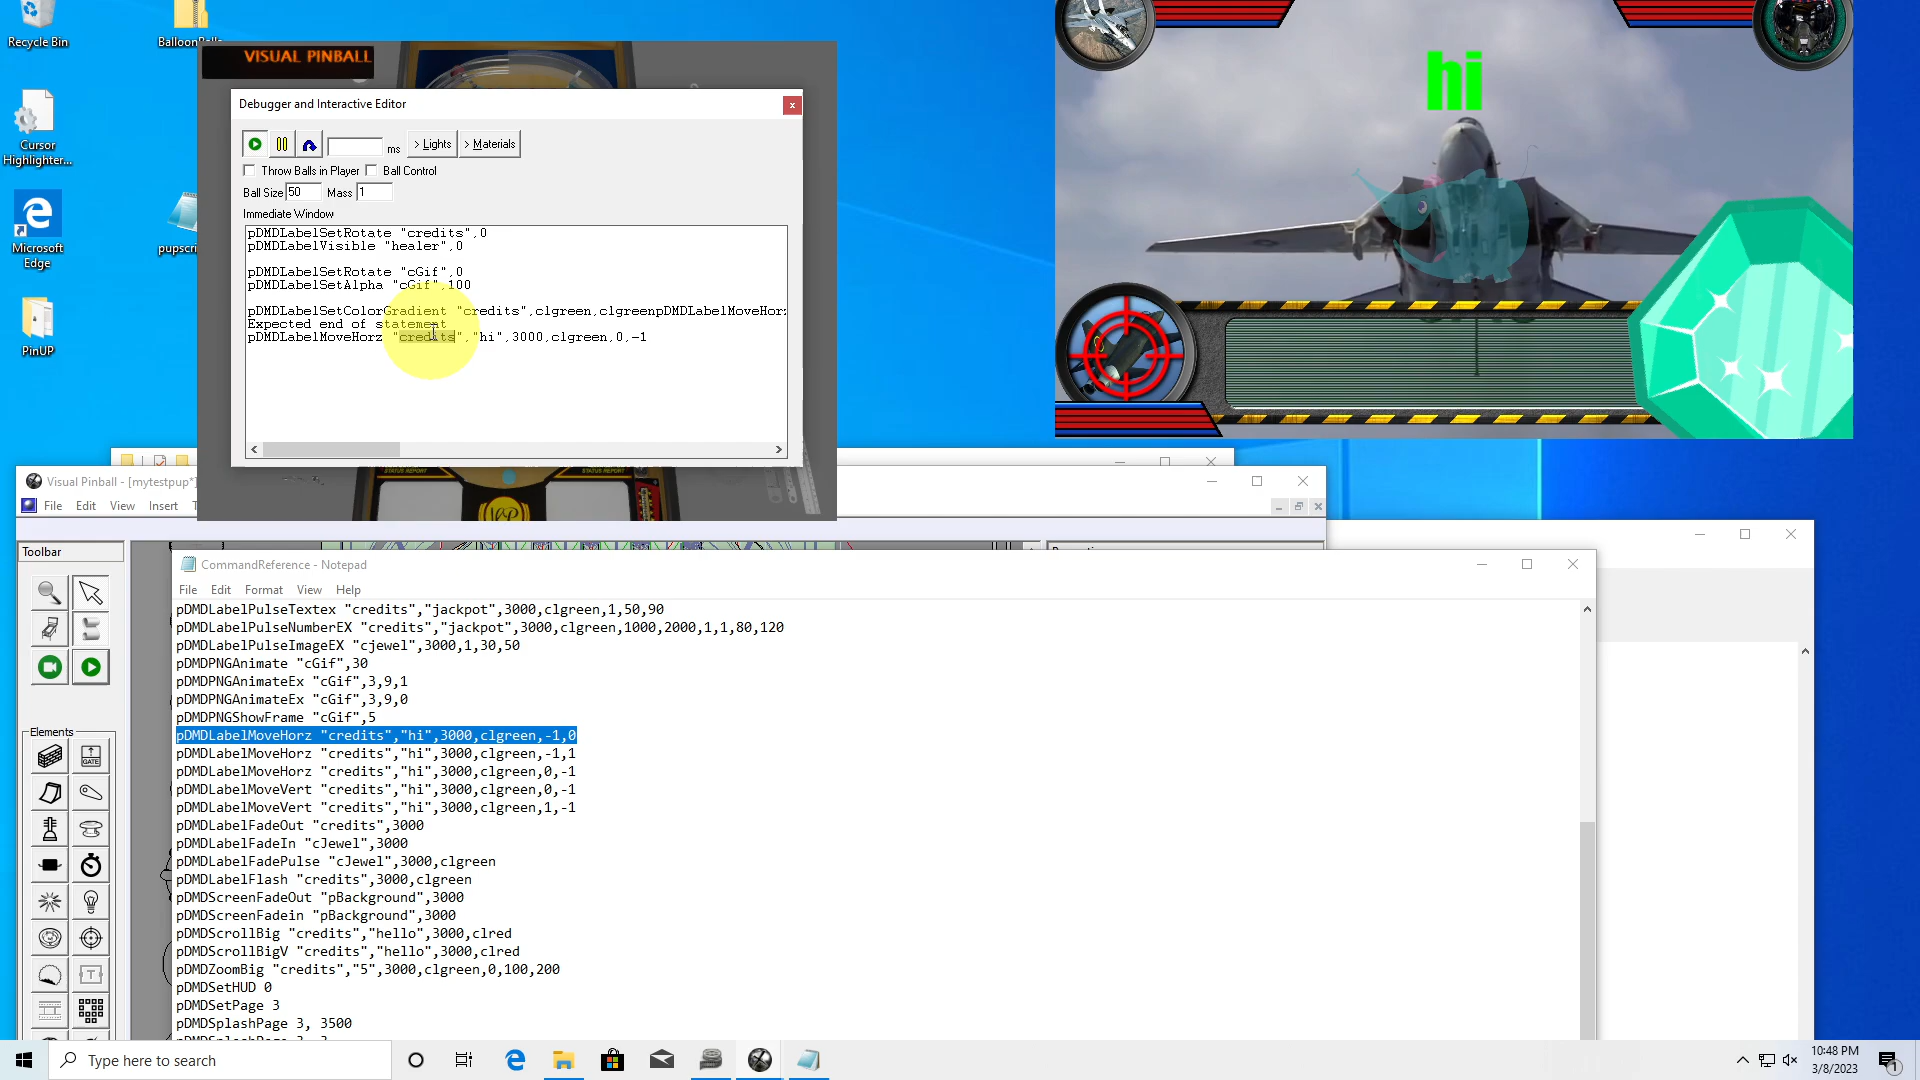 Recycle Bin
BalloonBalls
Cursor
Highlighter...
Microsoft
Edge
pupscri
PinUP
VISUAL PINBALL
Debugger and Interactive Editor
ms
> Lights
> Materials
Throw Balls in Player
Ball Control
Ball Size 50
Mass 1
Immediate Window
pDMDLabelSetRotate "credits",0
pDMDLabelVisible "healer",0
pDMDLabelSetRotate "cGif",0
pDMDLabelSetAlpha "cGif",100
pDMDLabelSetColorGradient "credits",clgreen,clgreenpDMDLabelMoveHorz
Expected end of statement
pDMDLabelMoveHorz "credits","hi",3000,clgreen,0,-1
STATUS REPORT
STATUS REPORT
hi
Visual Pinball - [mytestpup*]
File Edit View Insert T
Toolbar
Elements
GATE
T
CommandReference - Notepad
File Edit Format View Help
pDMDLabelPulseTextex "credits","jackpot",3000,clgreen,1,50,90
pDMDLabelPulseNumberEX "credits","jackpot",3000,clgreen,1000,2000,1,1,80,120
pDMDLabelPulseImageEX "cjewel",3000,1,30,50
pDMDPNGAnimate "cGif",30
pDMDPNGAnimateEx "cGif",3,9,1
pDMDPNGAnimateEx "cGif",3,9,0
pDMDPNGShowFrame "cGif",5
pDMDLabelMoveHorz "credits","hi",3000,clgreen,-1,0
pDMDLabelMoveHorz "credits","hi",3000,clgreen,-1,1
pDMDLabelMoveHorz "credits","hi",3000,clgreen,0,-1
pDMDLabelMoveVert "credits","hi",3000,clgreen,0,-1
pDMDLabelMoveVert "credits","hi",3000,clgreen,1,-1
pDMDLabelFadeOut "credits",3000
pDMDLabelFadeIn "cJewel",3000
pDMDLabelFadePulse "cJewel",3000,clgreen
pDMDLabelFlash "credits",3000,clgreen
pDMDScreenFadeOut "pBackground",3000
pDMDScreenFadein "pBackground",3000
pDMDScrollBig "credits","hello",3000,clred
pDMDScrollBigV "credits","hello",3000,clred
pDMDZoomBig "credits","5",3000,clgreen,0,100,200
pDMDSetHUD 0
pDMDSetPage 3
pDMDSplashPage 3, 3500
Type here to search
10:48 PM
3/8/2023
1